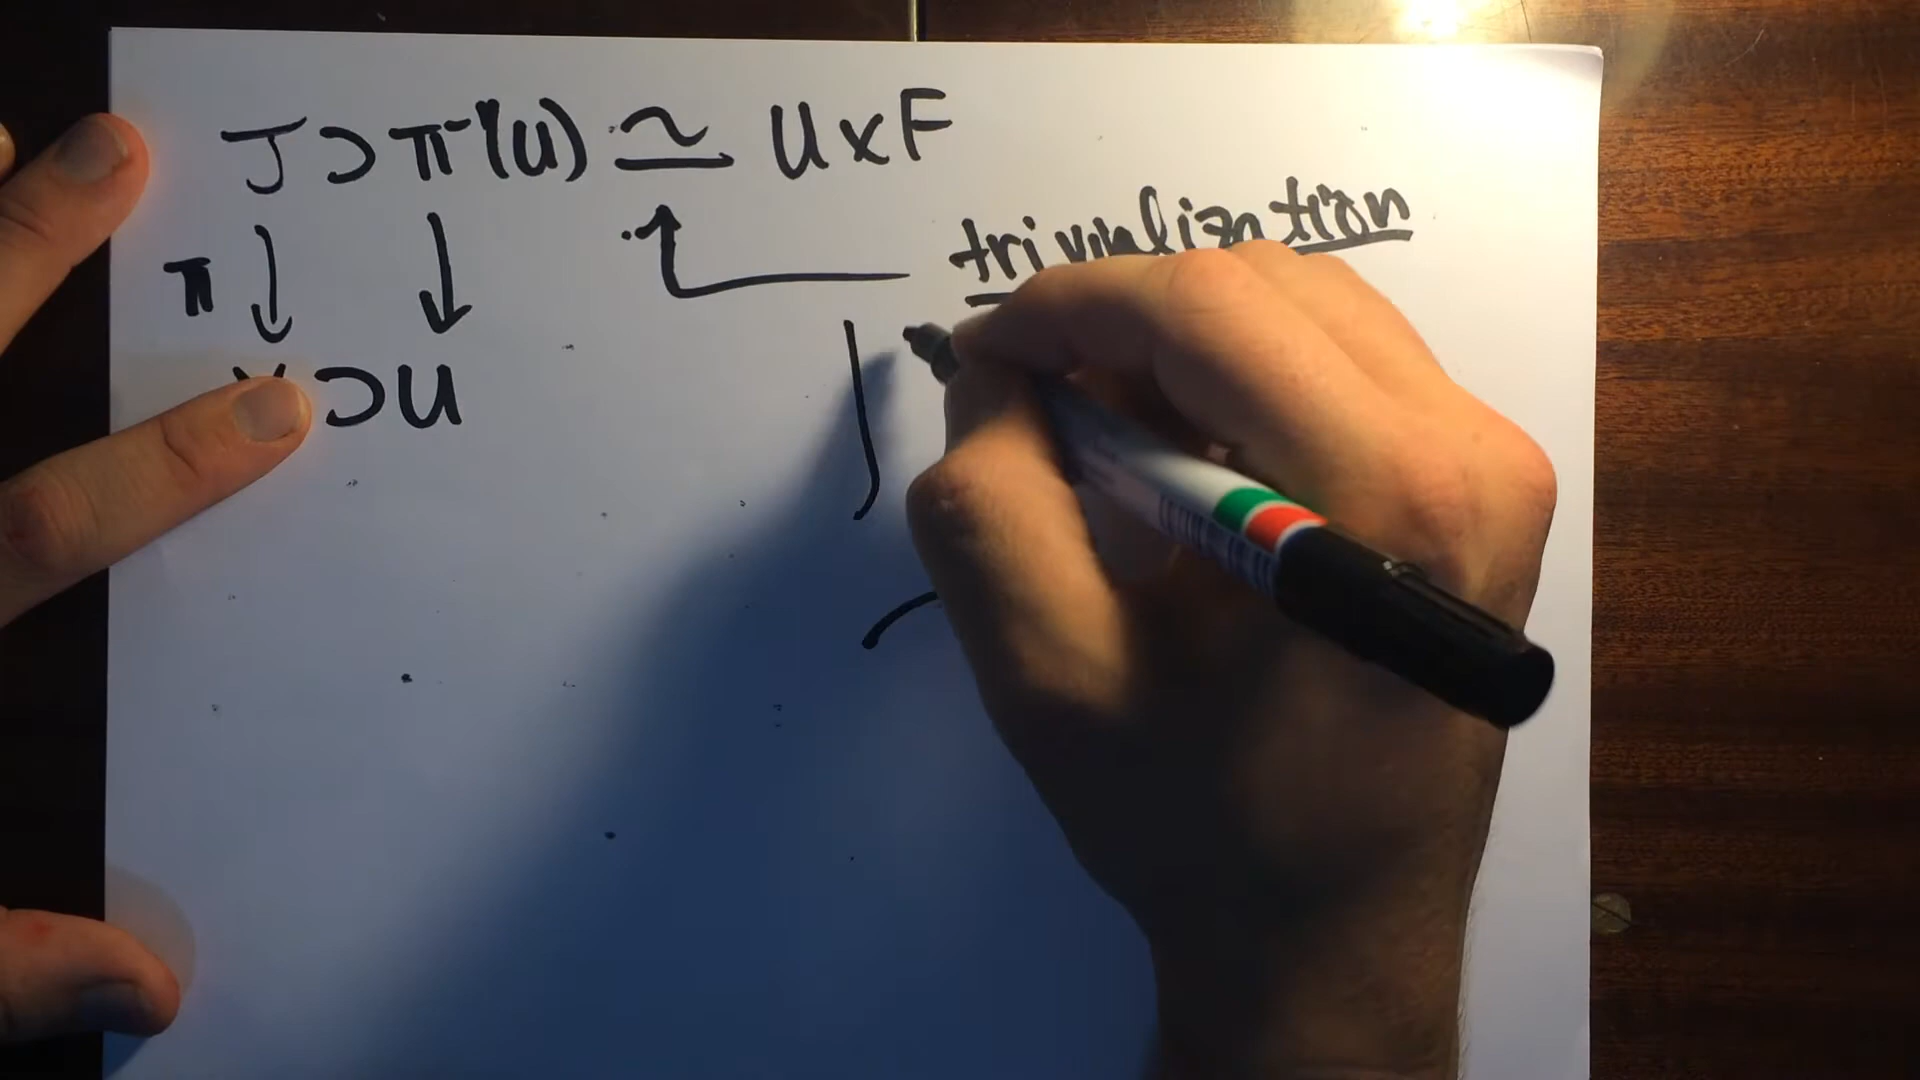 J ⊃ π⁻¹(U) ≃ U×F
trivialization
π ↓ ↓
⊃ U